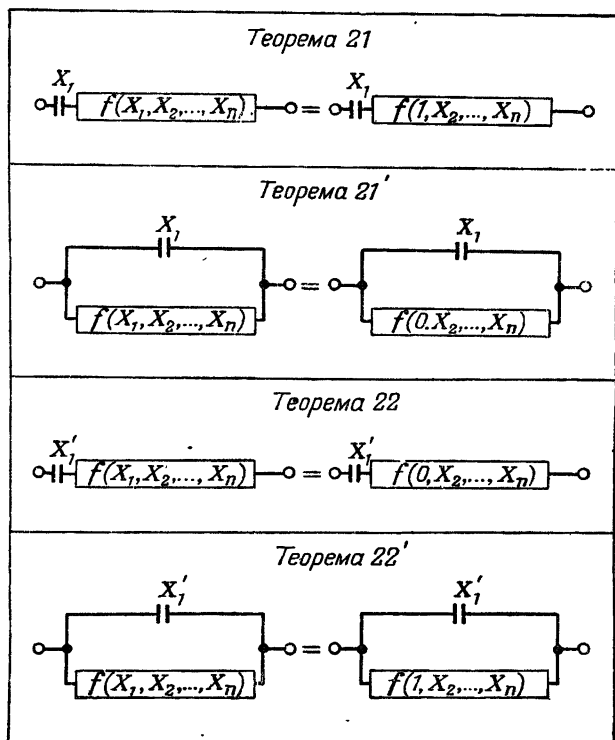 Теорема 21
X₁ X₁
f(X₁, X₂,..., Xₙ) = f(1, X₂,..., Xₙ)
Теорема 21′
X₁ X₁
=
f(X₁, X₂,..., Xₙ) f(0.X₂,..., Xₙ)
Теорема 22
X₁′ X₁′
f(X₁, X₂,..., Xₙ) = f(0, X₂,..., Xₙ)
Теорема 22′
X₁′ X₁′
=
f(X₁, X₂,..., Xₙ) f(1, X₂,..., Xₙ)